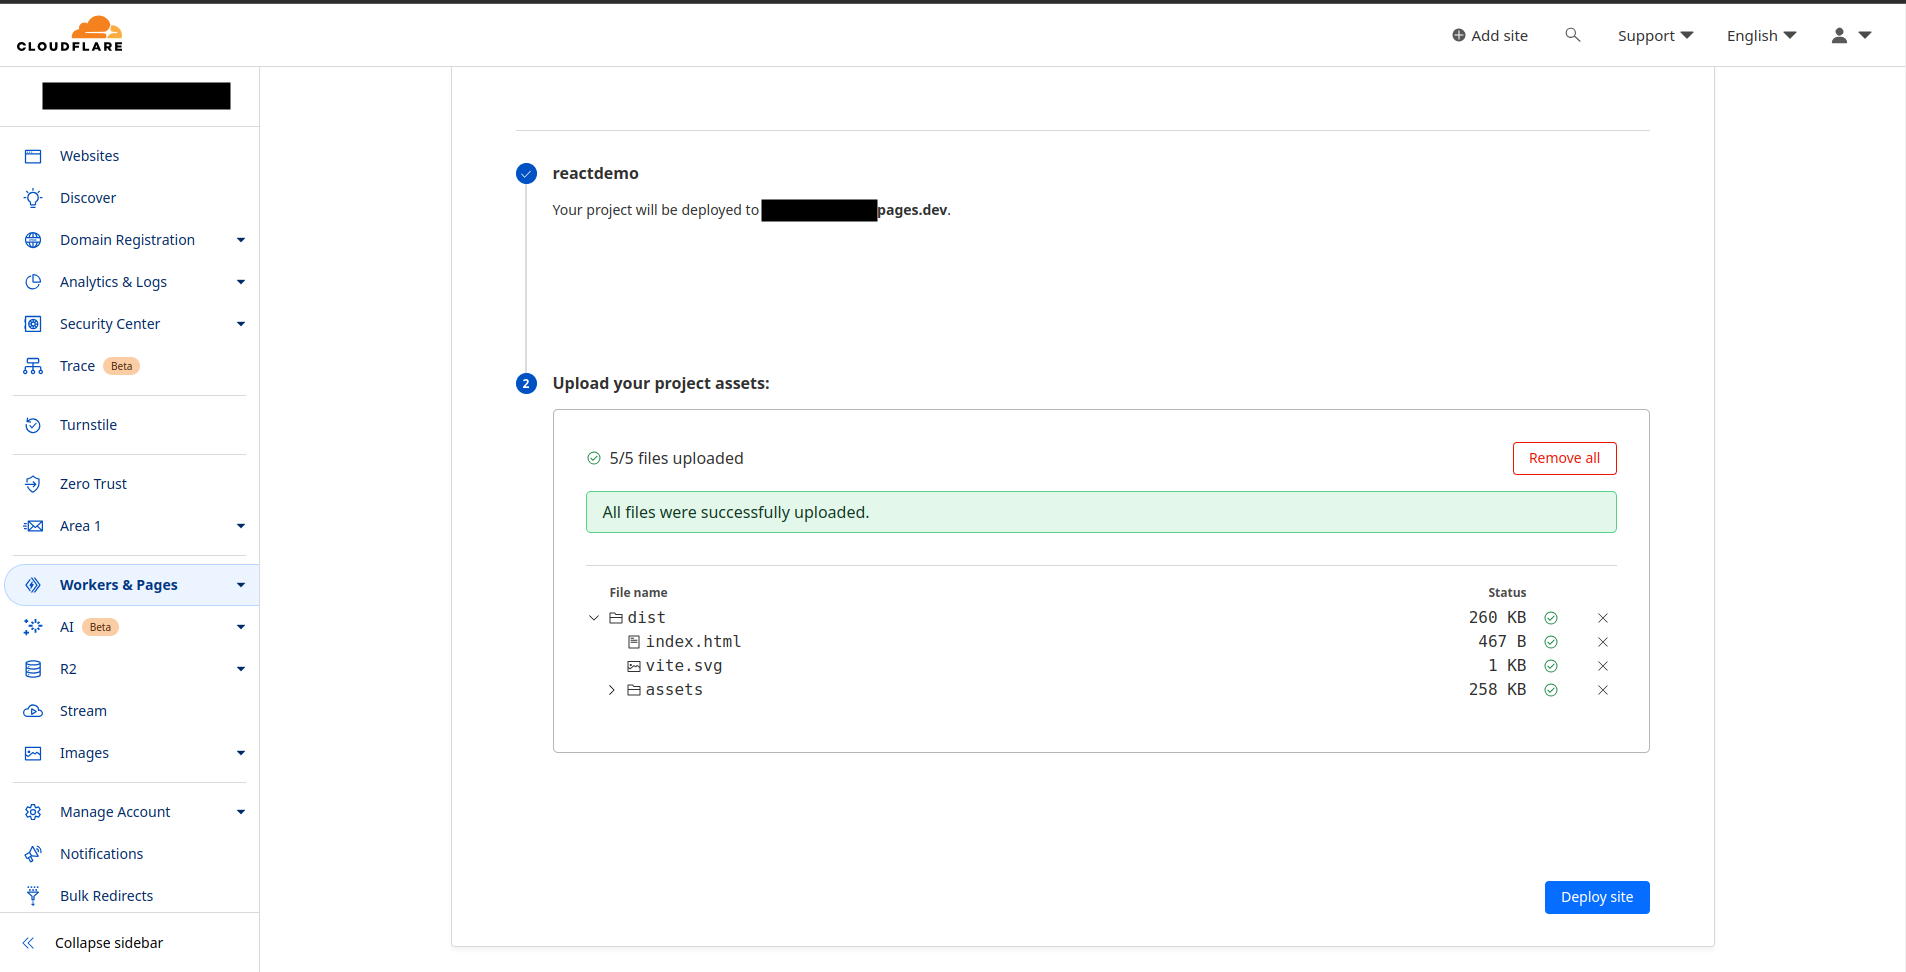 CLOUDFLARE
Add site
Support
English
Websites
Discover
Domain Registration
Analytics & Logs
Security Center
Trace Beta
Turnstile
Zero Trust
Area 1
Workers & Pages
AI Beta
R2
Stream
Images
Manage Account
Notifications
Bulk Redirects
Collapse sidebar
reactdemo
Your project will be deployed to pages.dev.
2 Upload your project assets:
5/5 files uploaded
Remove all
All files were successfully uploaded.
File name Status
dist 260 KB
index.html 467 B
vite.svg 1 KB
assets 258 KB
Deploy site